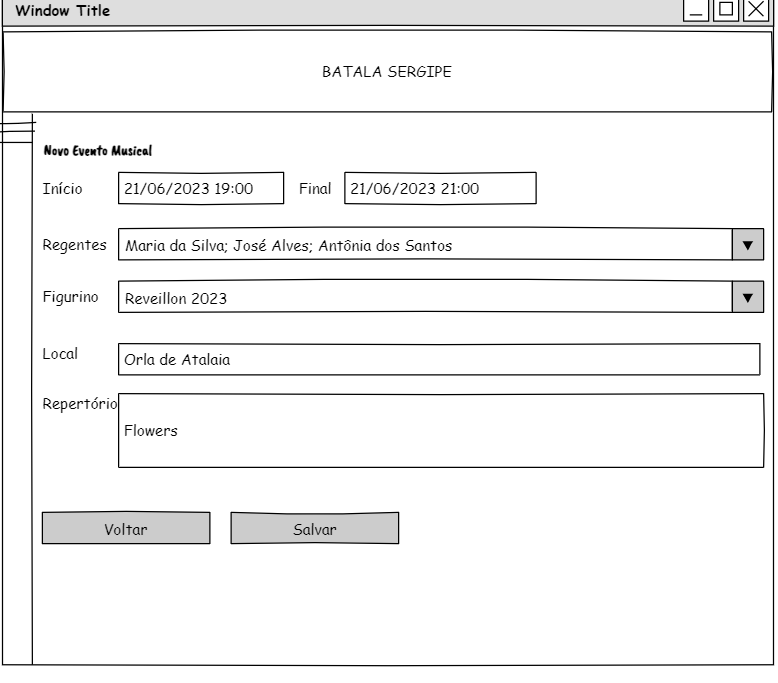 Window Title
BATALA SERGIPE
Novo Evento Musical
Início 21/06/2023 19:00 Final 21/06/2023 21:00
Regentes Maria da Silva; José Alves; Antônia dos Santos
Figurino Reveillon 2023
Local Orla de Atalaia
Repertório Flowers
Voltar Salvar